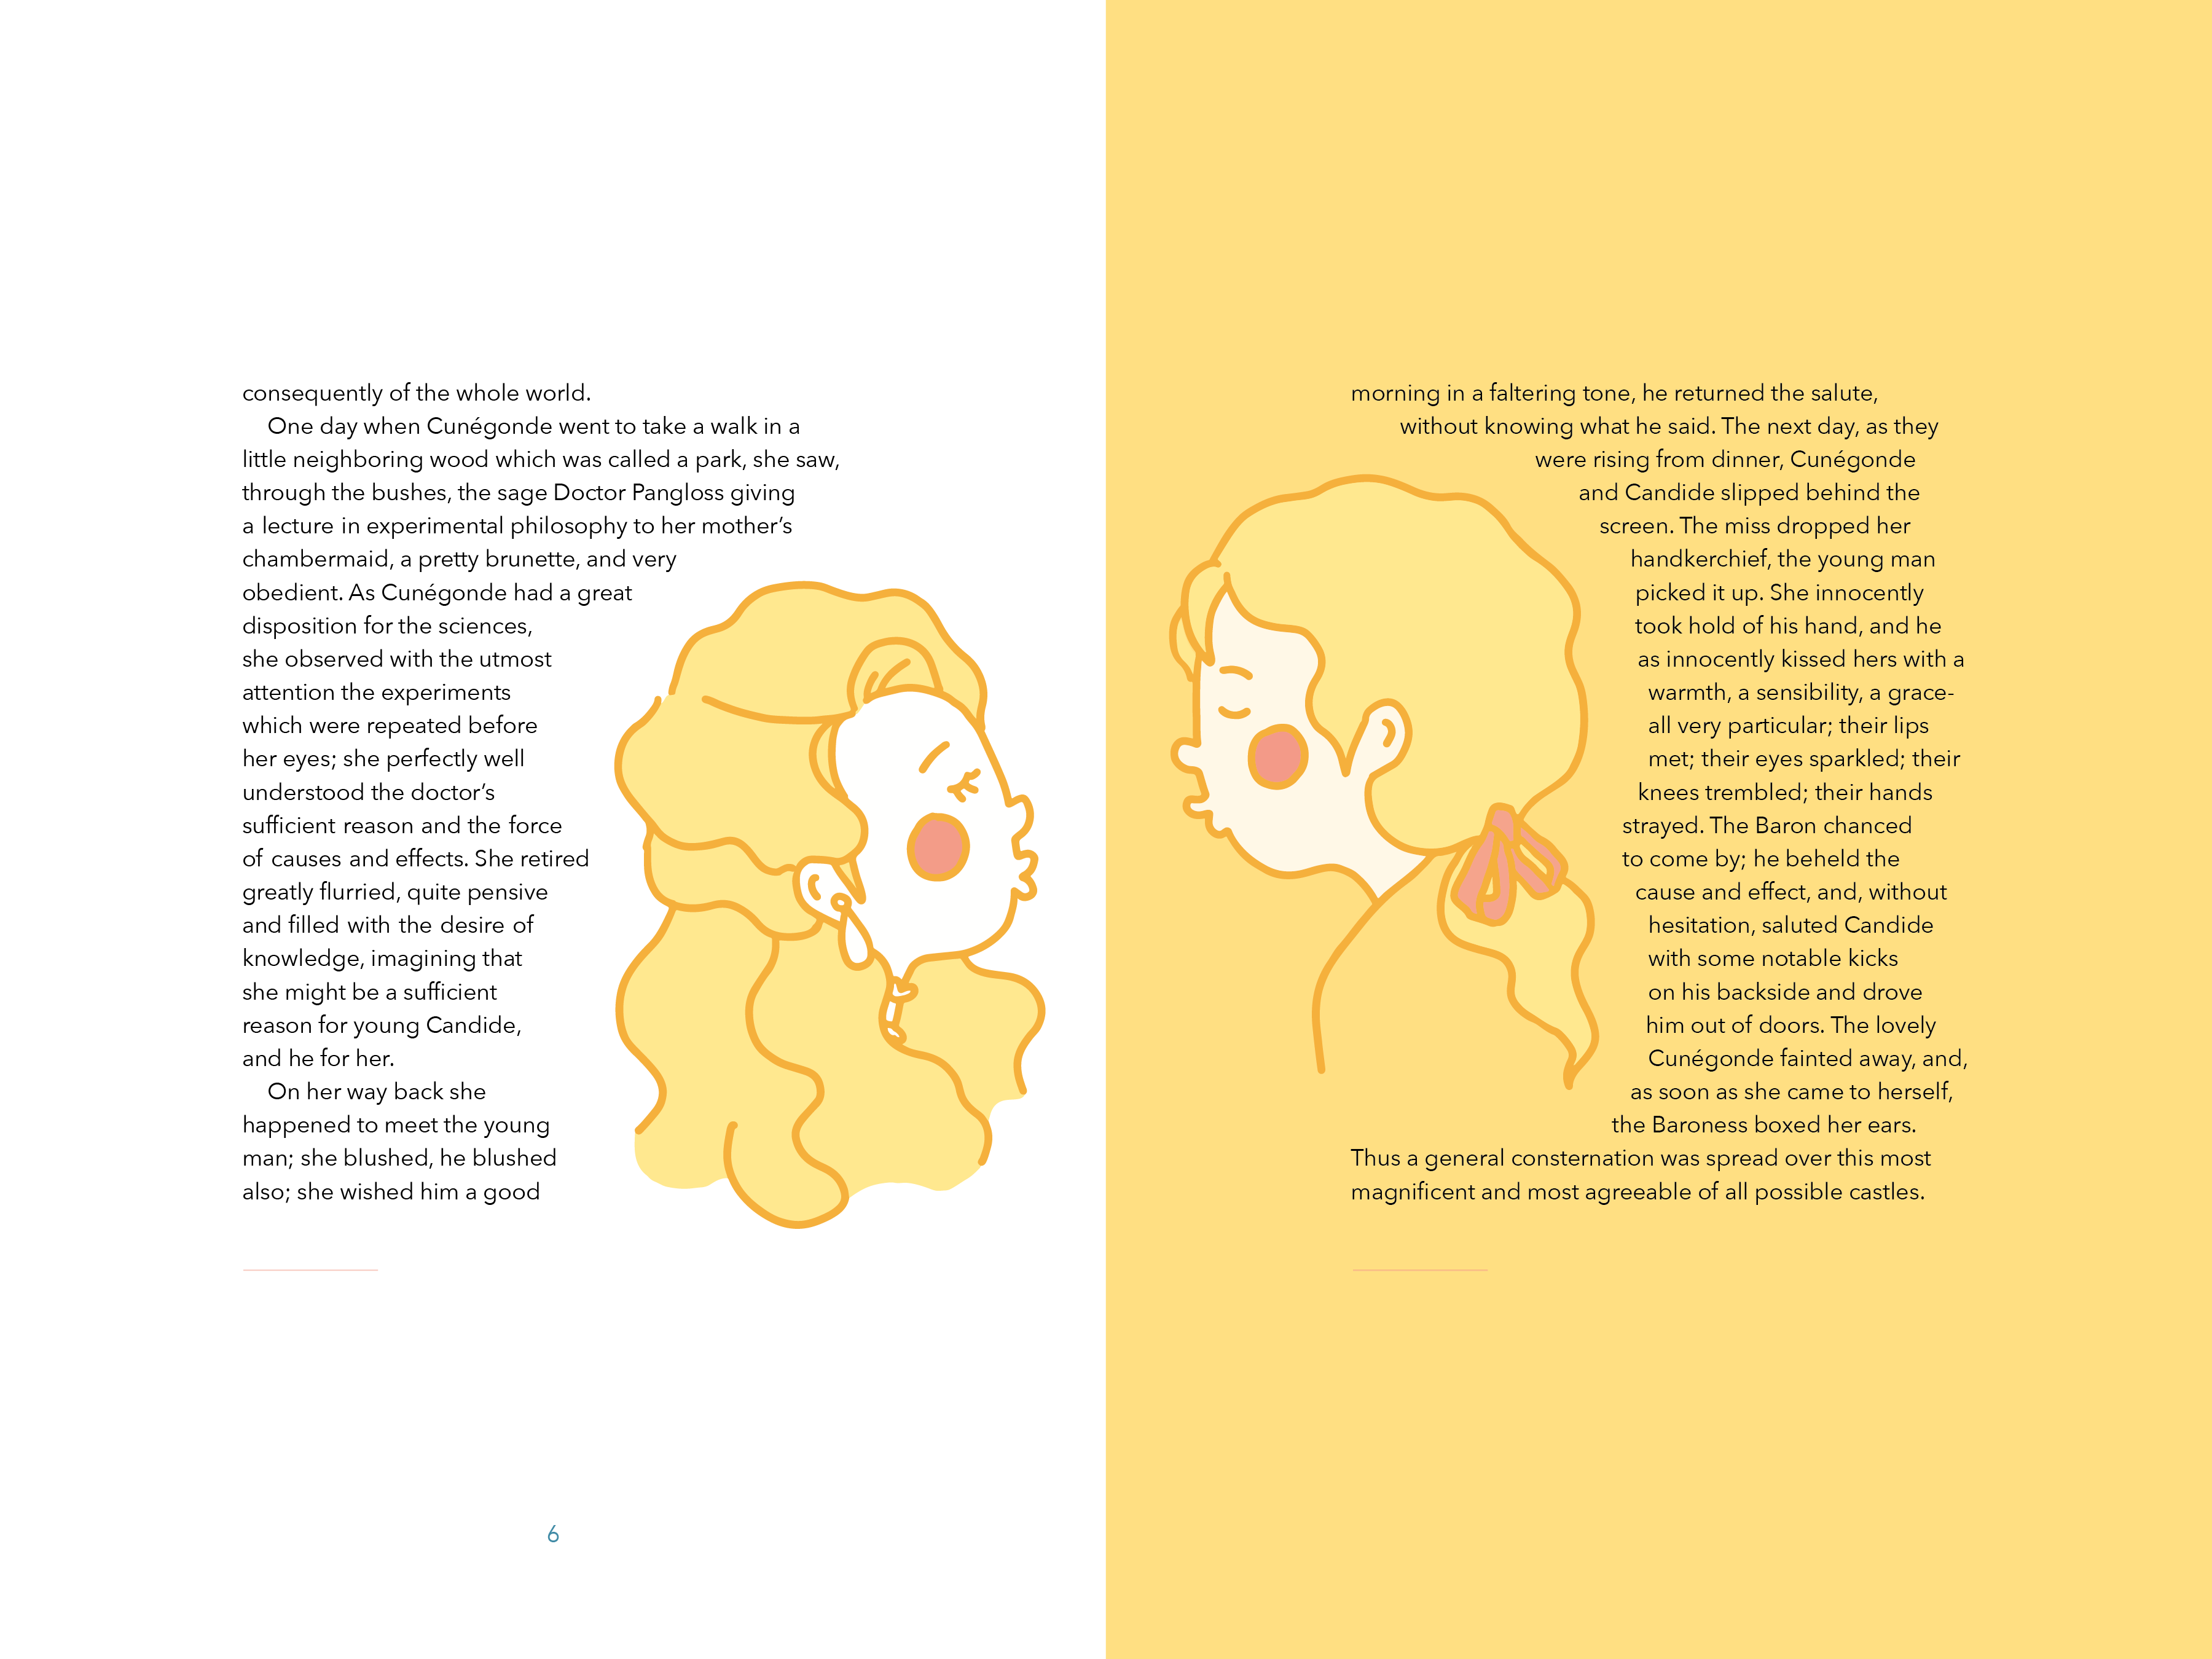 consequently of the whole world.
One day when Cunégonde went to take a walk in a
little neighboring wood which was called a park, she saw,
through the bushes, the sage Doctor Pangloss giving
a lecture in experimental philosophy to her mother’s
chambermaid, a pretty brunette, and very
obedient. As Cunégonde had a great
disposition for the sciences,
she observed with the utmost
attention the experiments
which were repeated before
her eyes; she perfectly well
understood the doctor’s
sufficient reason and the force
of causes and effects. She retired
greatly flurried, quite pensive
and filled with the desire of
knowledge, imagining that
she might be a sufficient
reason for young Candide,
and he for her.
On her way back she
happened to meet the young
man; she blushed, he blushed
also; she wished him a good
6
morning in a faltering tone, he returned the salute,
without knowing what he said. The next day, as they
were rising from dinner, Cunégonde
and Candide slipped behind the
screen. The miss dropped her
handkerchief, the young man
picked it up. She innocently
took hold of his hand, and he
as innocently kissed hers with a
warmth, a sensibility, a grace-
all very particular; their lips
met; their eyes sparkled; their
knees trembled; their hands
strayed. The Baron chanced
to come by; he beheld the
cause and effect, and, without
hesitation, saluted Candide
with some notable kicks
on his backside and drove
him out of doors. The lovely
Cunégonde fainted away, and,
as soon as she came to herself,
the Baroness boxed her ears.
Thus a general consternation was spread over this most
magnificent and most agreeable of all possible castles.